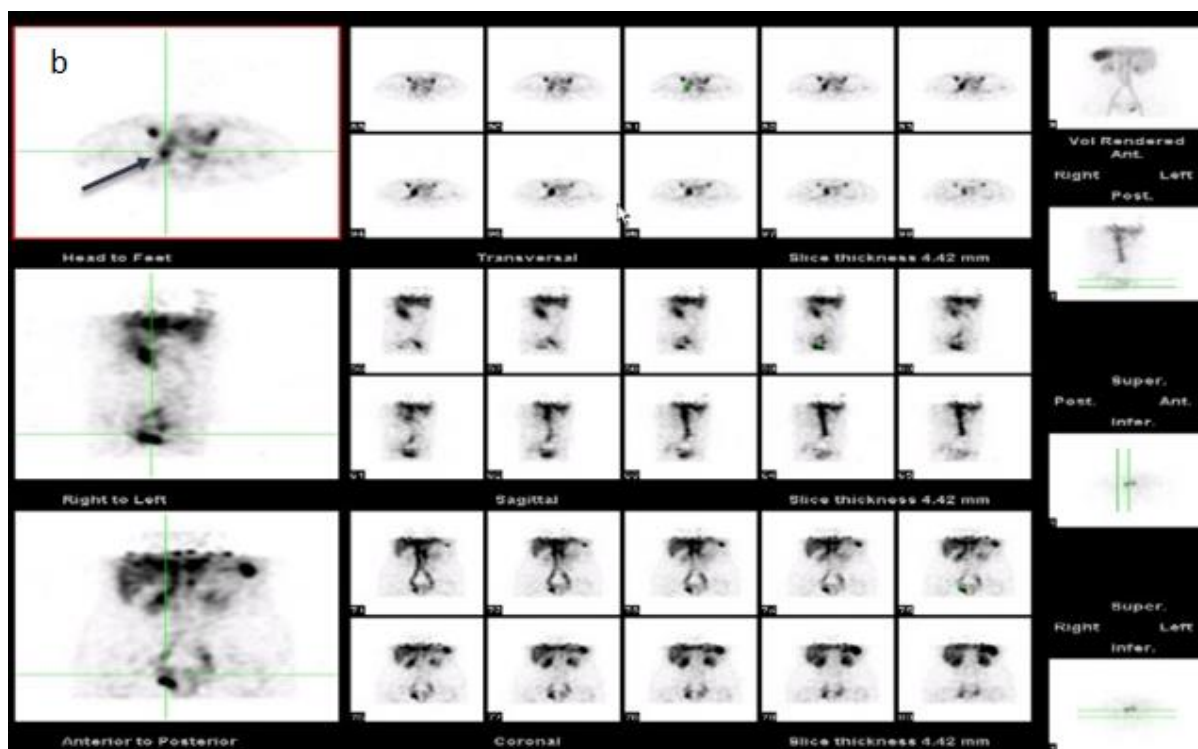 b
Vol Rendered
Ant.
Right Left
Post.
Head to Feet Transversal Slice thickness 4.42 mm
Super.
Post. Ant.
Infer.
Right to Left Sagittal Slice thickness 4.42 mm
Super.
Right Left
Infer.
Anterior to Posterior Coronal Slice thickness 4.42 mm